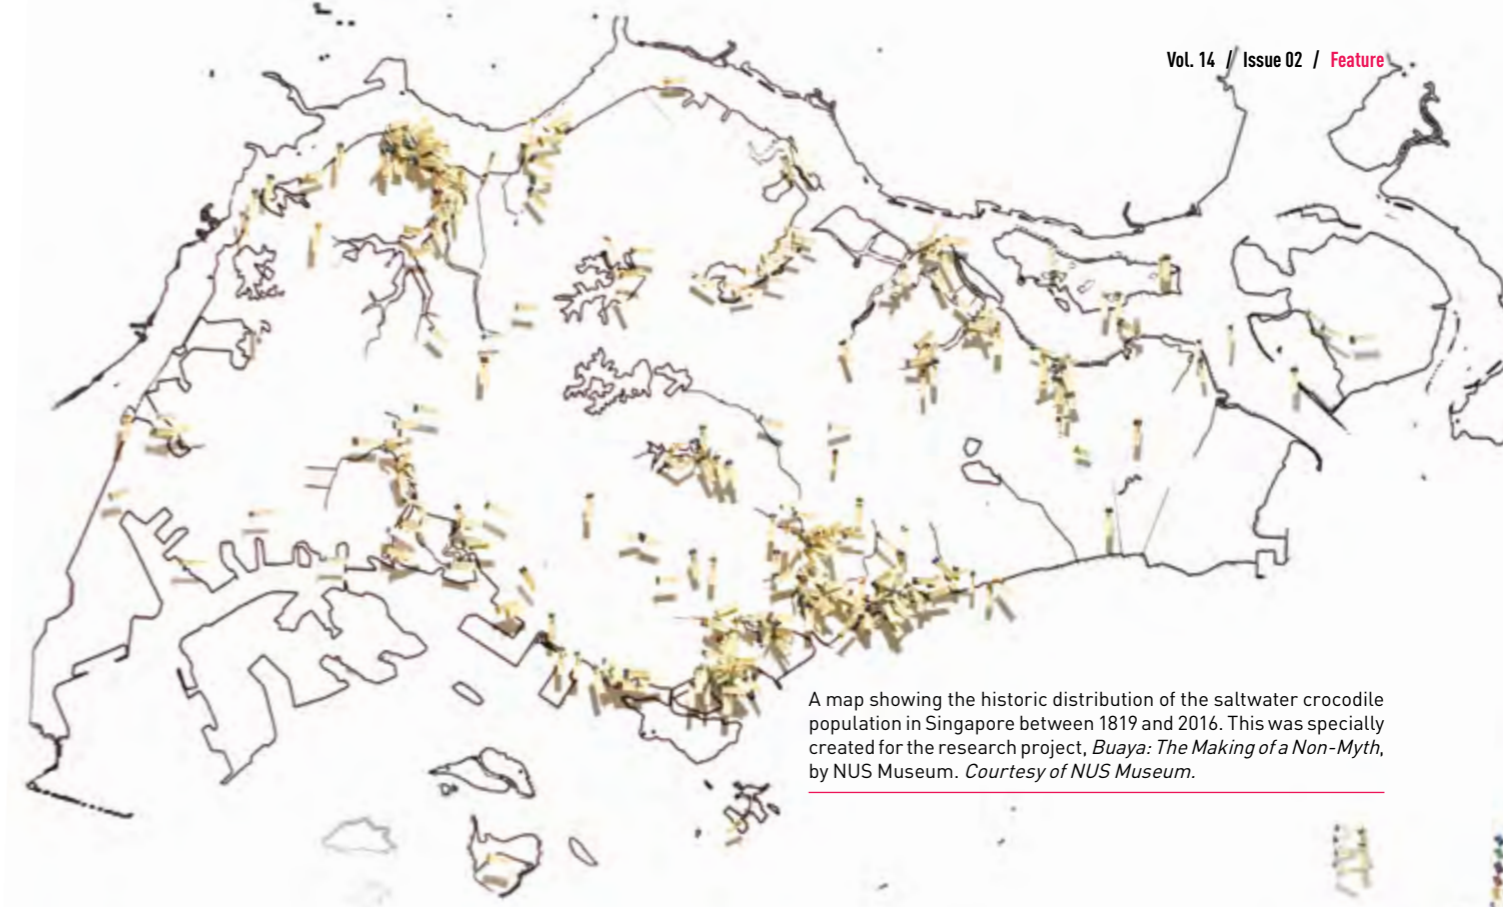 Vol. 14 / Issue 02 / Feature
A map showing the historic distribution of the saltwater crocodile
population in Singapore between 1819 and 2016. This was specially
created for the research project, Buaya: The Making of a Non-Myth,
by NUS Museum. Courtesy of NUS Museum.